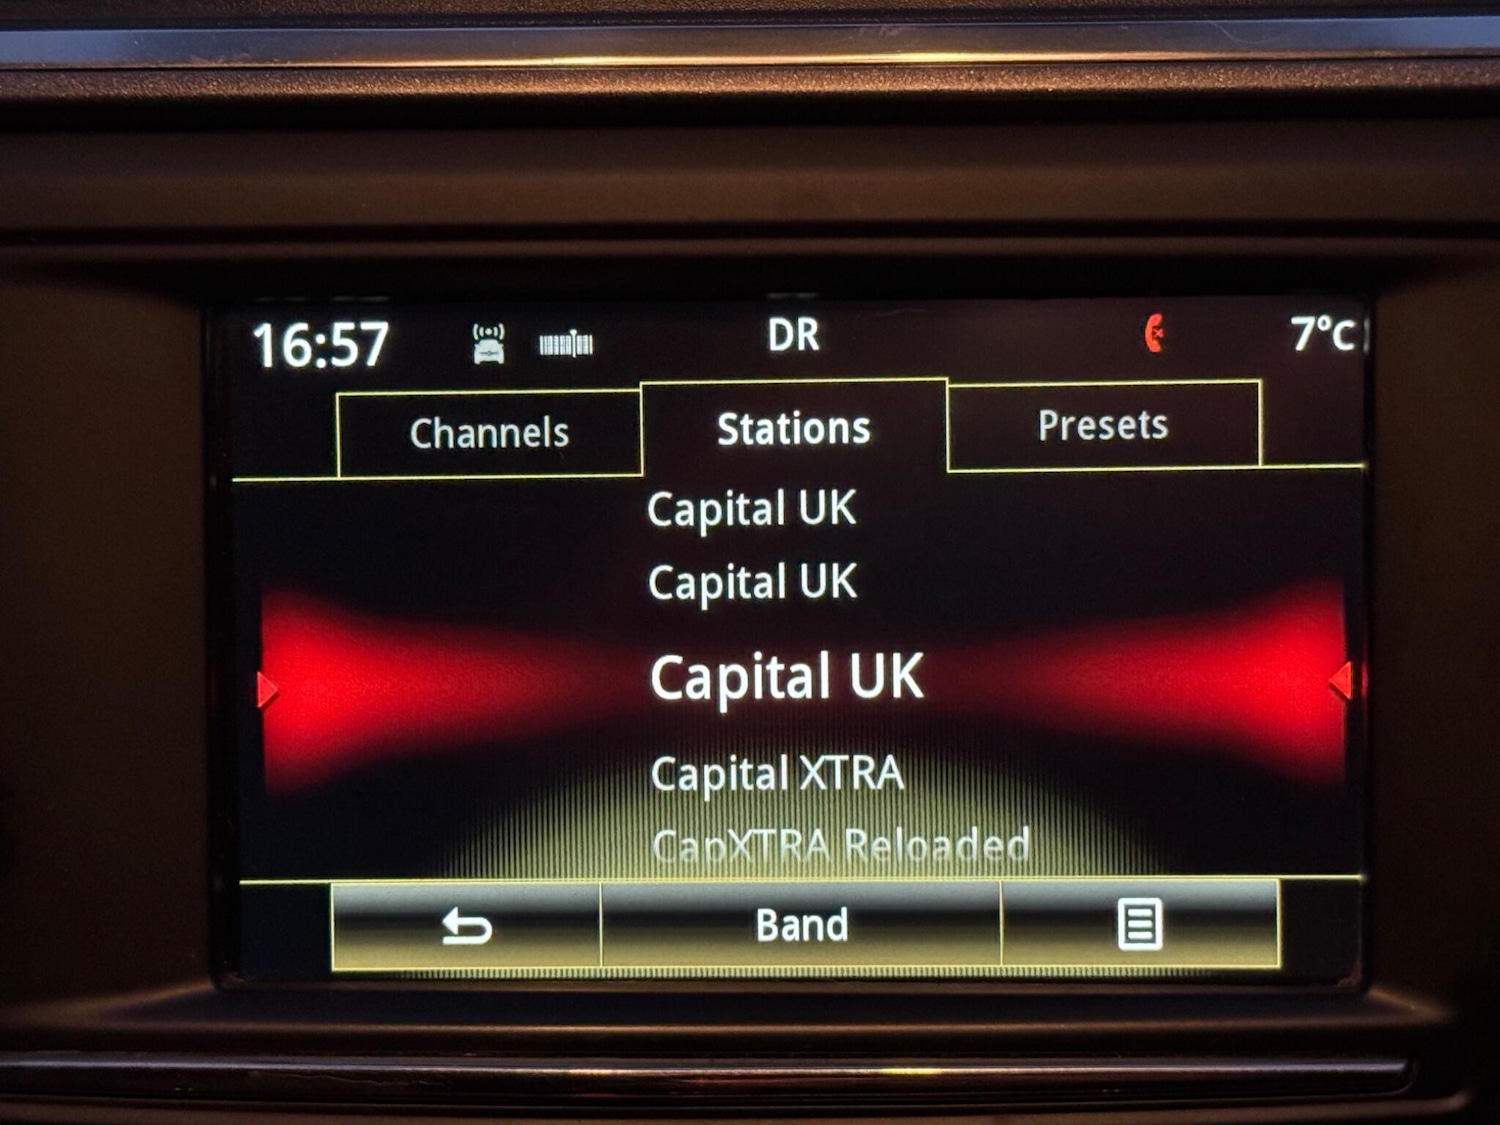 16:57 DR 7°C
Channels Stations Presets
Capital UK
Capital UK
Capital UK
Capital XTRA
CapXTRA Reloaded
Band